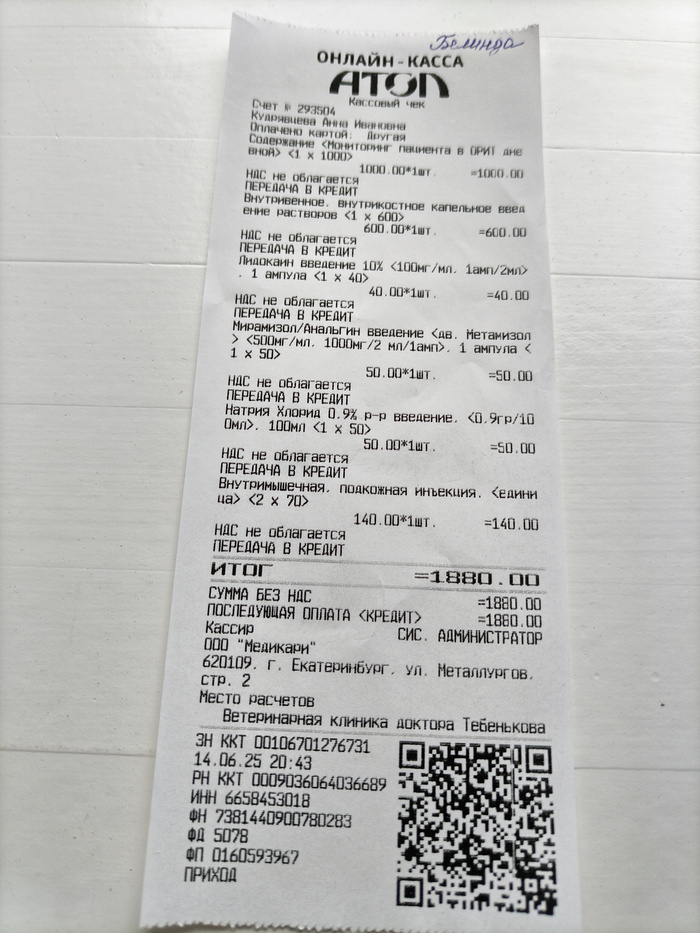 Белинда
ОНЛАЙН-КАССА
АТОЛ
Кассовый чек
Счет № 293504
Кудрявцева Анна Ивановна
Оплачено картой: Другая
Содержание <Мониторинг пациента в ОРИТ дне
вной> <1 x 1000>
1000.00*1шт. =1000.00
НДС не облагается
ПЕРЕДАЧА В КРЕДИТ
Внутривенное, внутрикостное капельное введ
ение растворов <1 x 600>
600.00*1шт. =600.00
НДС не облагается
ПЕРЕДАЧА В КРЕДИТ
Лидокаин введение 10% <100мг/мл, 1амп/2мл>
, 1 ампула <1 x 40>
40.00*1шт. =40.00
НДС не облагается
ПЕРЕДАЧА В КРЕДИТ
Мирамизол/Анальгин введение <дв. Метамизол
> <500мг/мл, 1000мг/2 мл/1амп>, 1 ампула <
1 x 50>
50.00*1шт. =50.00
НДС не облагается
ПЕРЕДАЧА В КРЕДИТ
Натрия Хлорид 0.9% р-р введение, <0.9гр/10
0мл>, 100мл <1 x 50>
50.00*1шт. =50.00
НДС не облагается
ПЕРЕДАЧА В КРЕДИТ
Внутримышечная, подкожная инъекция, <едини
ца> <2 x 70>
140.00*1шт. =140.00
НДС не облагается
ПЕРЕДАЧА В КРЕДИТ
ИТОГ =1880.00
СУММА БЕЗ НДС =1880.00
ПОСЛЕДУЮЩАЯ ОПЛАТА <КРЕДИТ> =1880.00
Кассир СИС. АДМИНИСТРАТОР
ООО "Медикари"
620109, г. Екатеринбург, ул. Металлургов,
стр. 2
Место расчетов
Ветеринарная клиника доктора Тебенькова
ЗН ККТ 00106701276731
14.06.25 20:43
РН ККТ 0009036064036689
ИНН 6658453018
ФН 7381440900780283
ФД 5078
ФП 0160593967
ПРИХОД